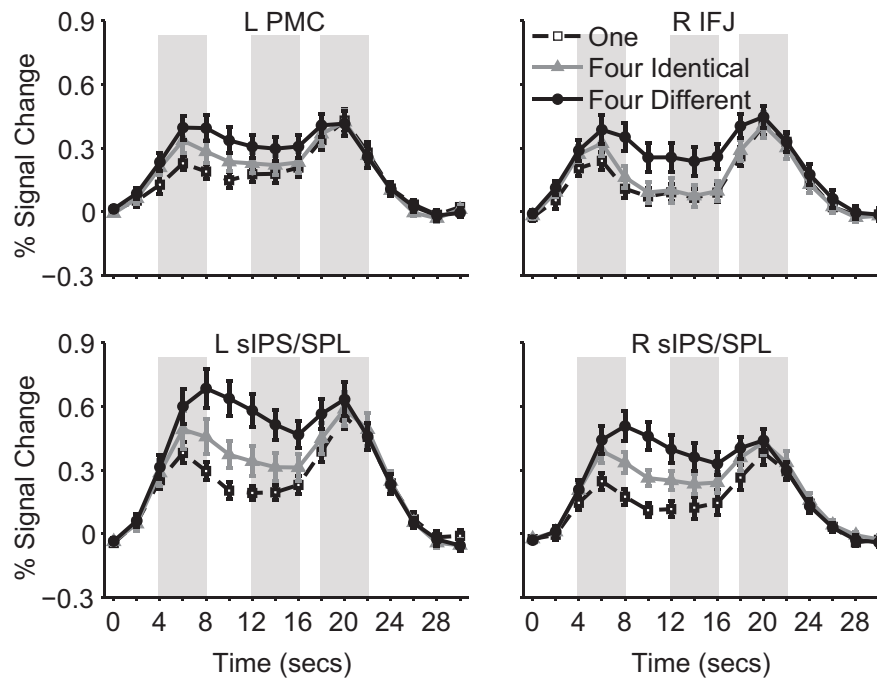 L PMC
R IFJ
0.9
0.6
0.3
0
−0.3
% Signal Change
One
Four Identical
Four Different
L sIPS/SPL
R sIPS/SPL
0.9
0.6
0.3
0
−0.3
% Signal Change
0 4 8 12 16 20 24 28
0 4 8 12 16 20 24 28
Time (secs)
Time (secs)